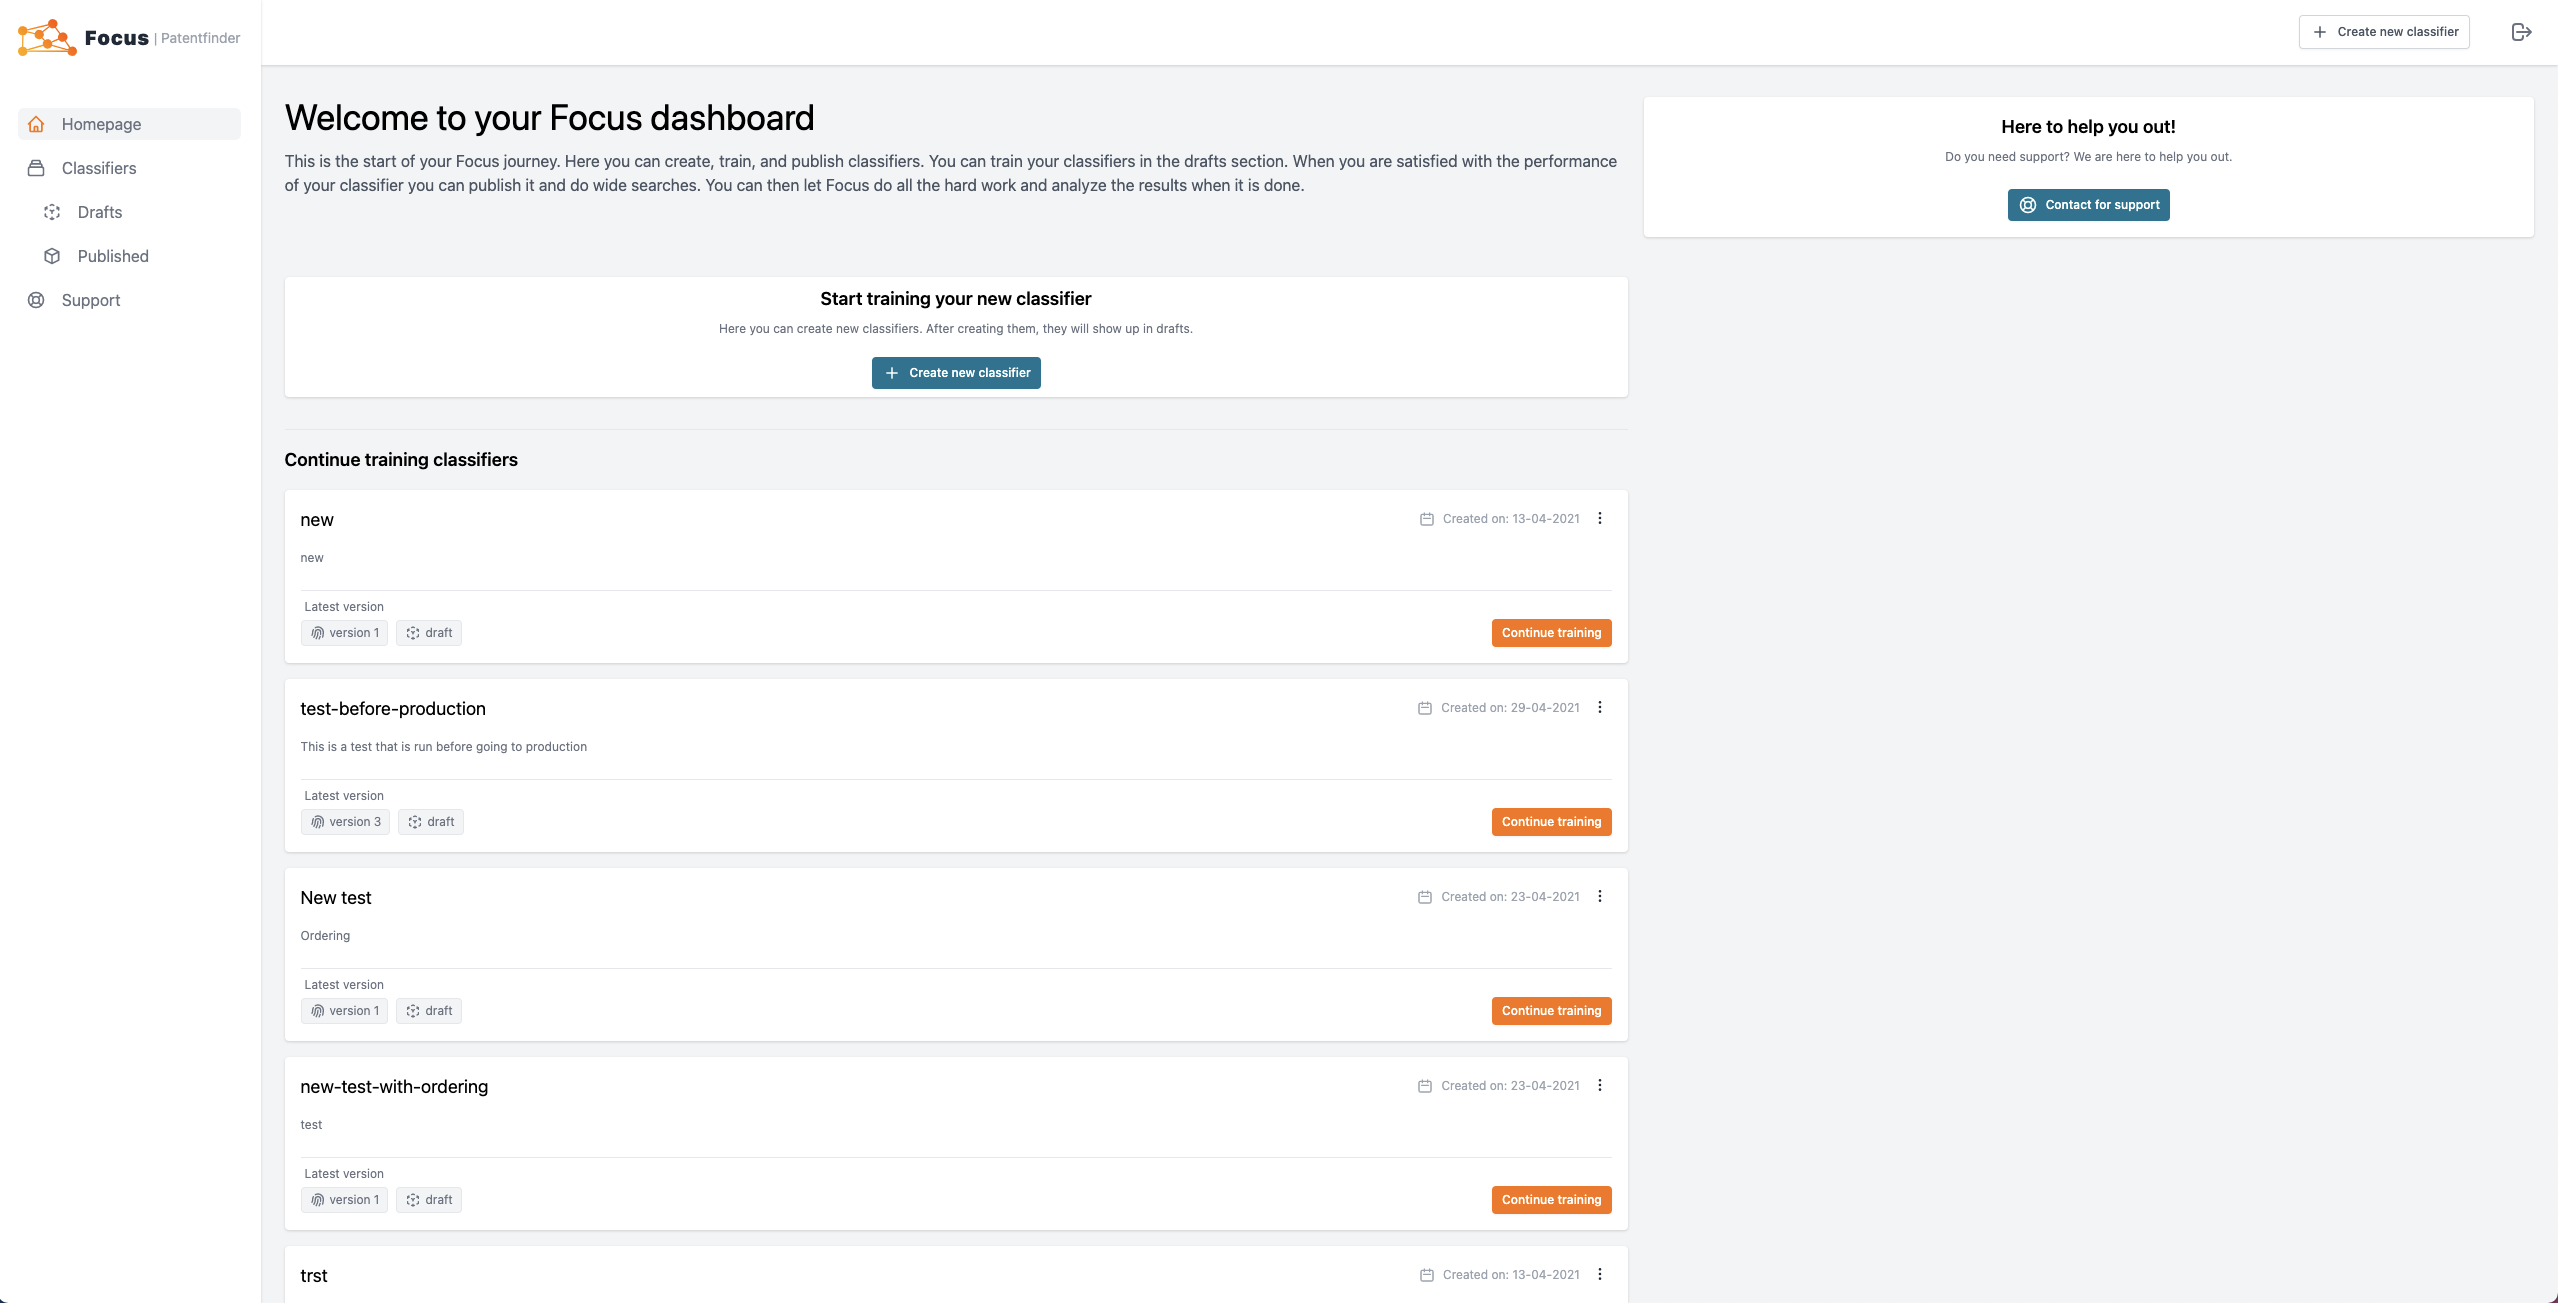 Focus | Patentfinder
Create new classifier
Homepage
Classifiers
Drafts
Published
Support
Welcome to your Focus dashboard
This is the start of your Focus journey. Here you can create, train, and publish classifiers. You can train your classifiers in the drafts section. When you are satisfied with the performance
of your classifier you can publish it and do wide searches. You can then let Focus do all the hard work and analyze the results when it is done.
Here to help you out!
Do you need support? We are here to help you out.
Contact for support
Start training your new classifier
Here you can create new classifiers. After creating them, they will show up in drafts.
Create new classifier
Continue training classifiers
new
Created on: 13-04-2021
new
Latest version
version 1
draft
Continue training
test-before-production
Created on: 29-04-2021
This is a test that is run before going to production
Latest version
version 3
draft
Continue training
New test
Created on: 23-04-2021
Ordering
Latest version
version 1
draft
Continue training
new-test-with-ordering
Created on: 23-04-2021
test
Latest version
version 1
draft
Continue training
trst
Created on: 13-04-2021